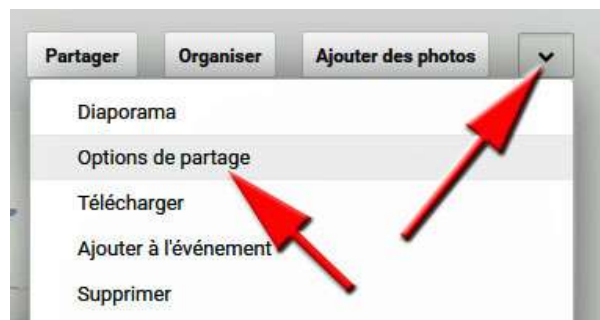 Partager Organiser Ajouter des photos
Diaporama
Options de partage
Télécharger
Ajouter à l'événement
Supprimer